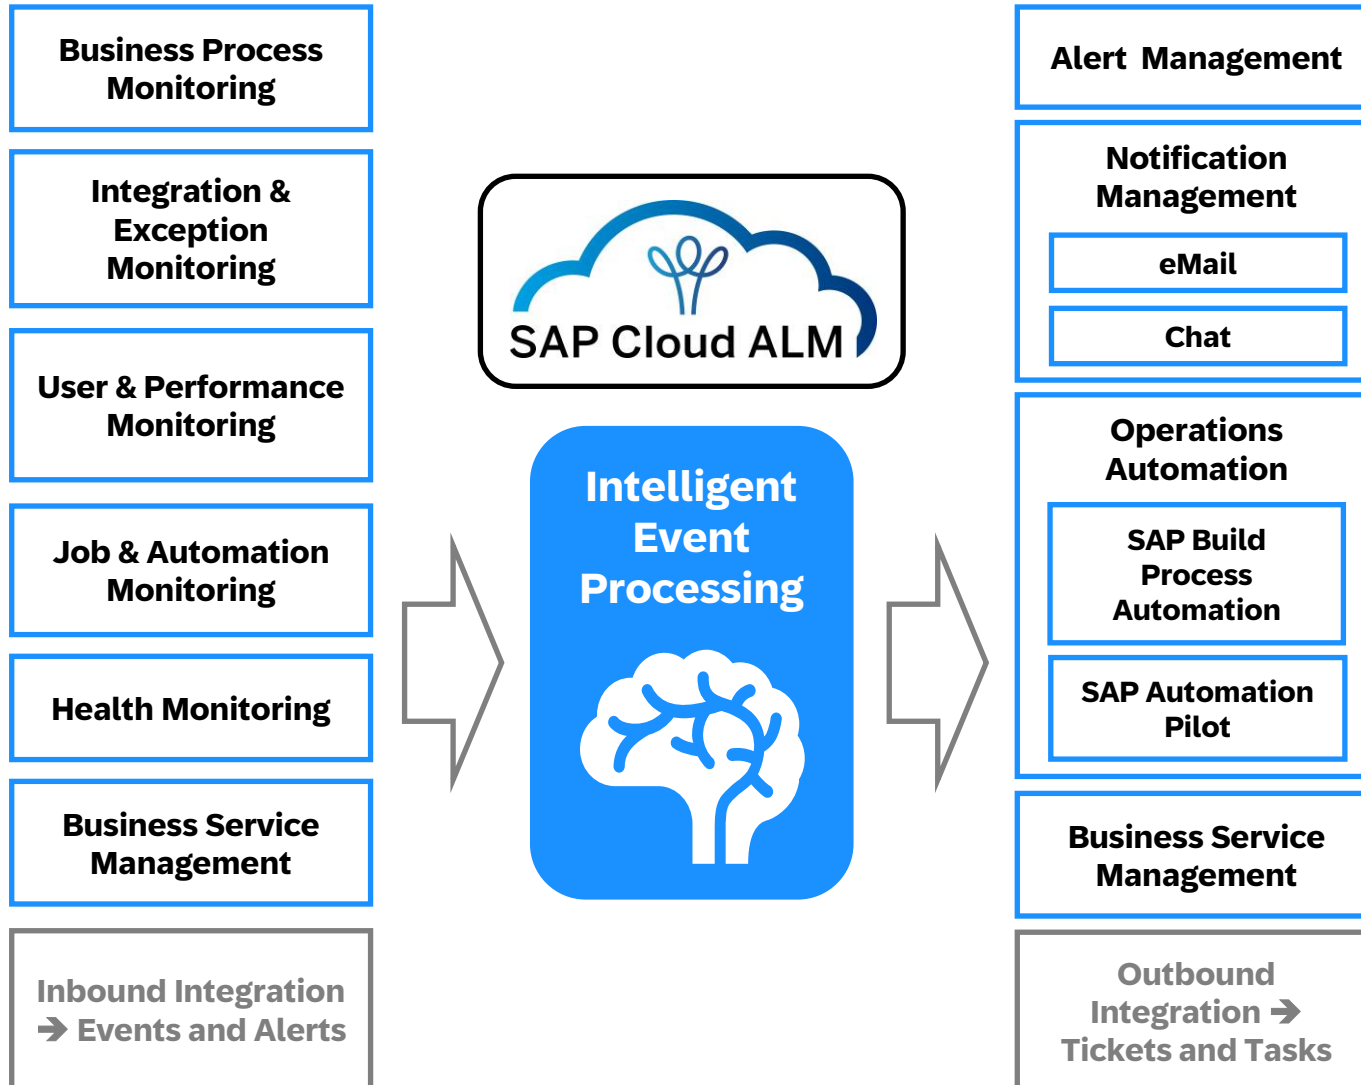 Business Process
Monitoring
Integration &
Exception
Monitoring
User & Performance
Monitoring
Job & Automation
Monitoring
Health Monitoring
Business Service
Management
Inbound Integration
➔ Events and Alerts
SAP Cloud ALM
Intelligent
Event
Processing
Alert Management
Notification
Management
eMail
Chat
Operations
Automation
SAP Build
Process
Automation
SAP Automation
Pilot
Business Service
Management
Outbound
Integration ➔
Tickets and Tasks